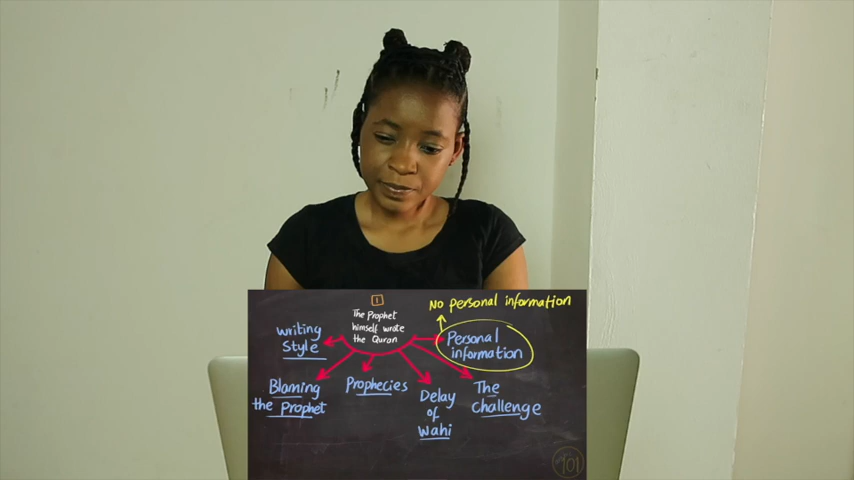 1
The Prophet
himself wrote
the Quran
No personal information
Personal
information
Writing
Style
Blaming
the Prophet
Prophecies
Delay
of
Wahi
The
challenge
101